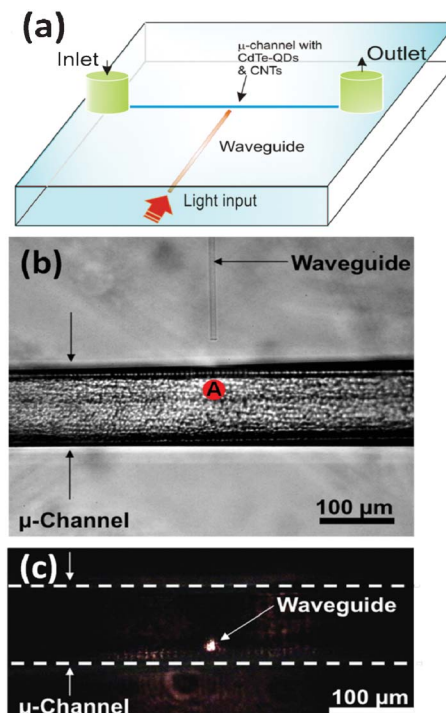 (a)
μ-channel with
CdTe-QDs
& CNTs
Inlet
Outlet
Waveguide
Light input
(b)
Waveguide
A
μ-Channel
100 μm
(c)
Waveguide
μ-Channel
100 μm